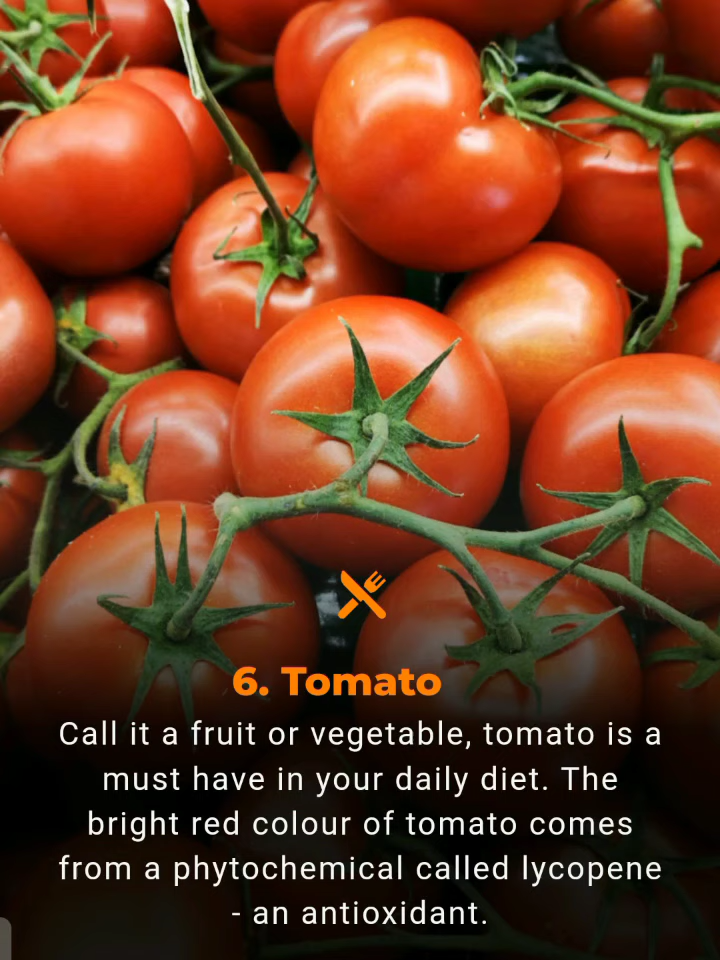 6. Tomato
Call it a fruit or vegetable, tomato is a
must have in your daily diet. The
bright red colour of tomato comes
from a phytochemical called lycopene
- an antioxidant.